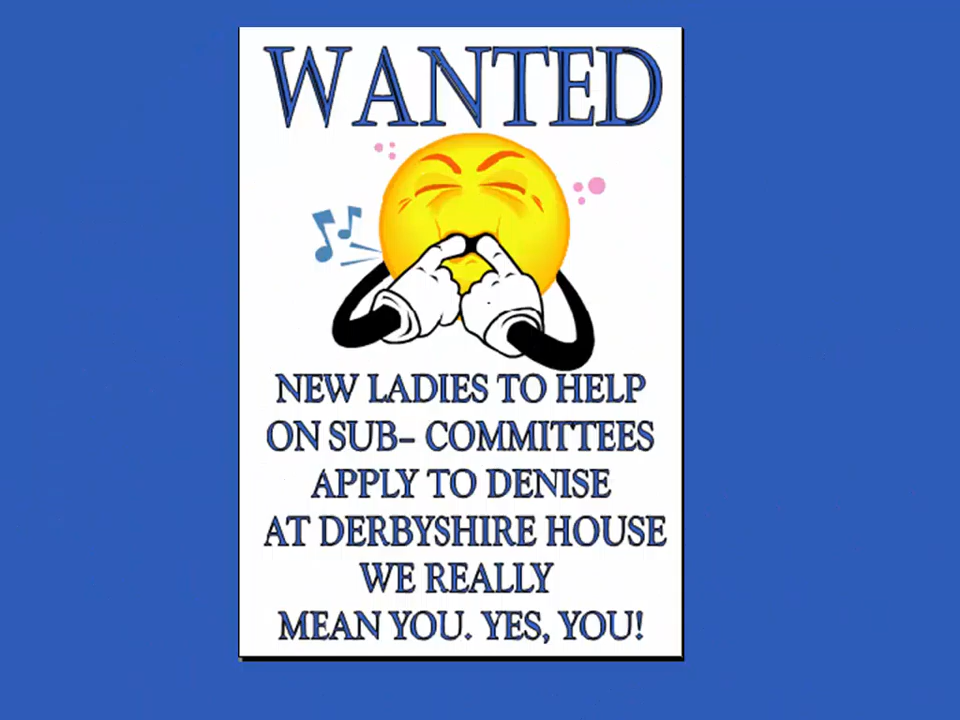 WANTED
NEW LADIES TO HELP
ON SUB- COMMITTEES
APPLY TO DENISE
AT DERBYSHIRE HOUSE
WE REALLY
MEAN YOU. YES, YOU!